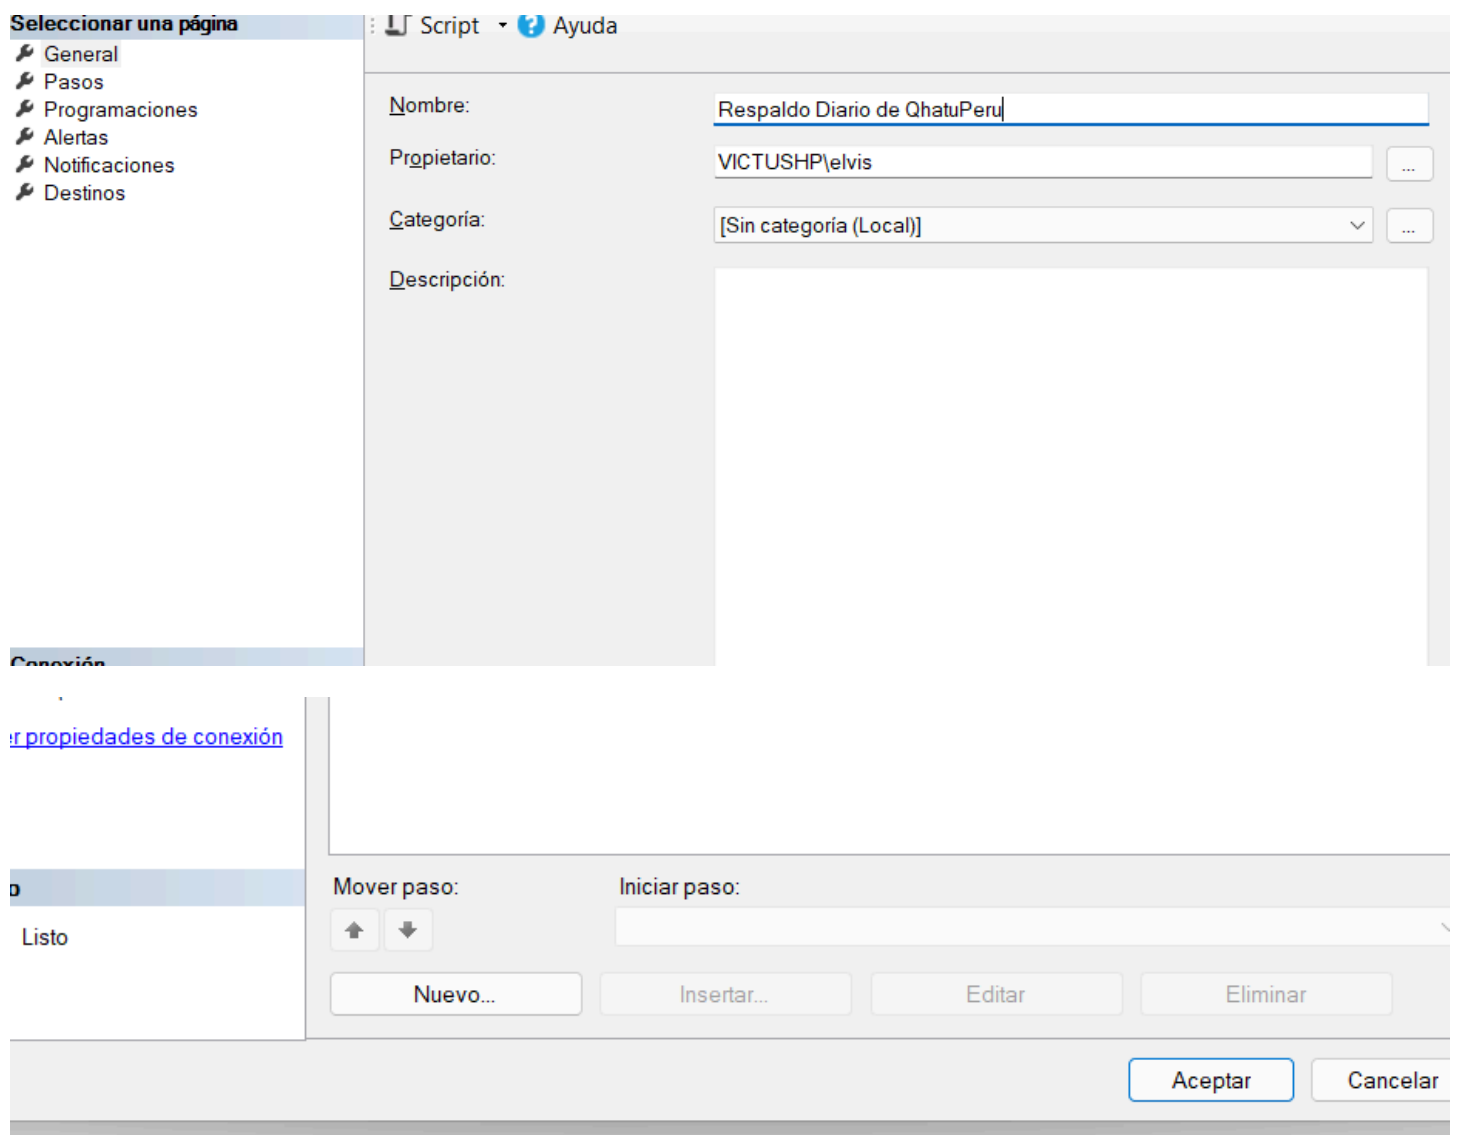 Seleccionar una página
General
Pasos
Programaciones
Alertas
Notificaciones
Destinos
Script
Ayuda
Nombre:
Respaldo Diario de QhatuPeru
Propietario:
VICTUSHP\elvis
...
Categoría:
[Sin categoría (Local)]
...
Descripción:
Conexión
er propiedades de conexión
o
Listo
Mover paso:
Iniciar paso:
Nuevo...
Insertar...
Editar
Eliminar
Aceptar
Cancelar